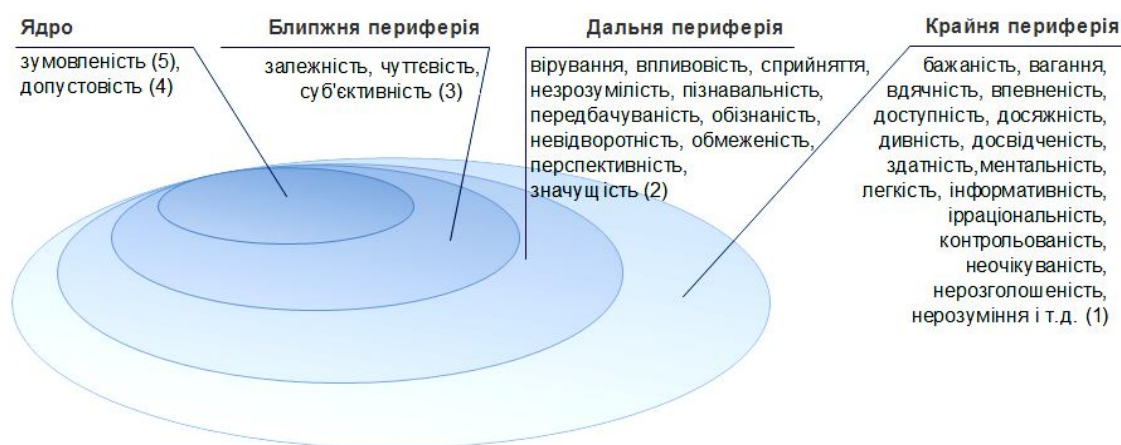 Ядро
зумовленість (5),
допустовість (4)
Блипжня периферія
залежність, чуттєвість,
суб'єктивність (3)
Дальня периферія
вірування, впливовість, сприйняття,
незрозумілість, пізнавальність,
передбачуваність, обізнаність,
невідворотність, обмеженість,
перспективність,
значущість (2)
Крайня периферія
бажаність, вагання,
вдячність, впевненість,
доступність, досяжність,
дивність, досвідченість,
здатність,ментальність,
легкість, інформативність,
ірраціональність,
контрольованість,
неочікуваність,
нерозголошеність,
нерозуміння і т.д. (1)